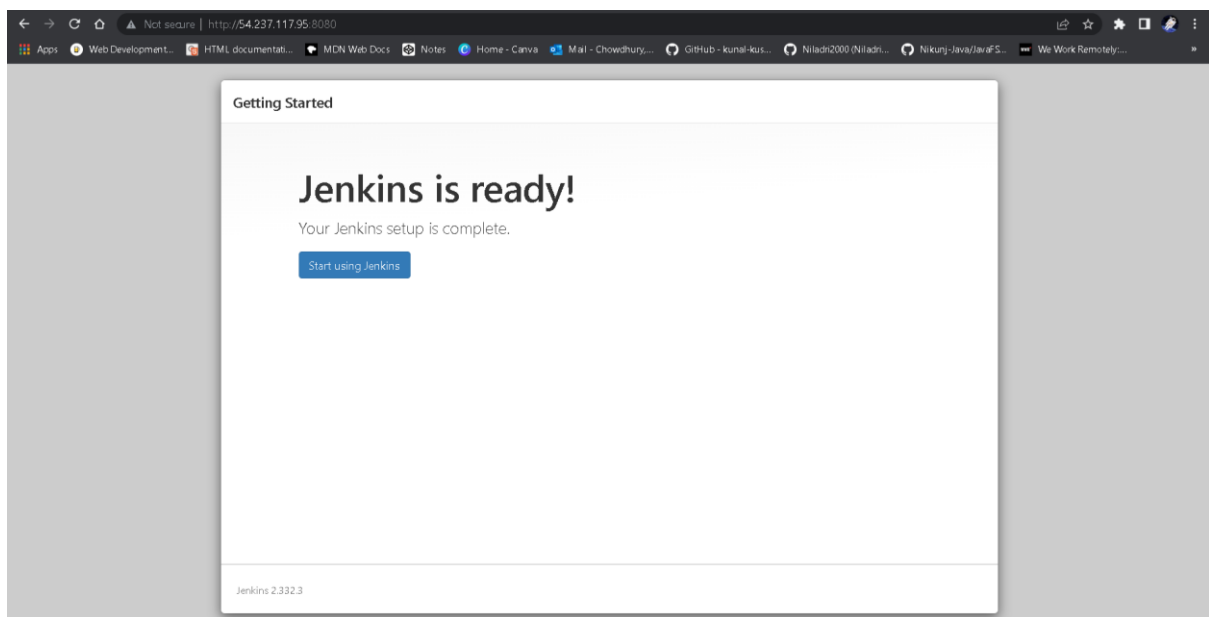 Not secure | http://54.237.117.95:8080
Apps Web Development... HTML documentati... MDN Web Docs Notes Home - Canva Mail - Chowdhury,... GitHub - kunal-kus... Niladri2000 (Niladri... Nikunj-Java/JavaFS... We Work Remotely:... »
Getting Started
Jenkins is ready!
Your Jenkins setup is complete.
Start using Jenkins
Jenkins 2.332.3